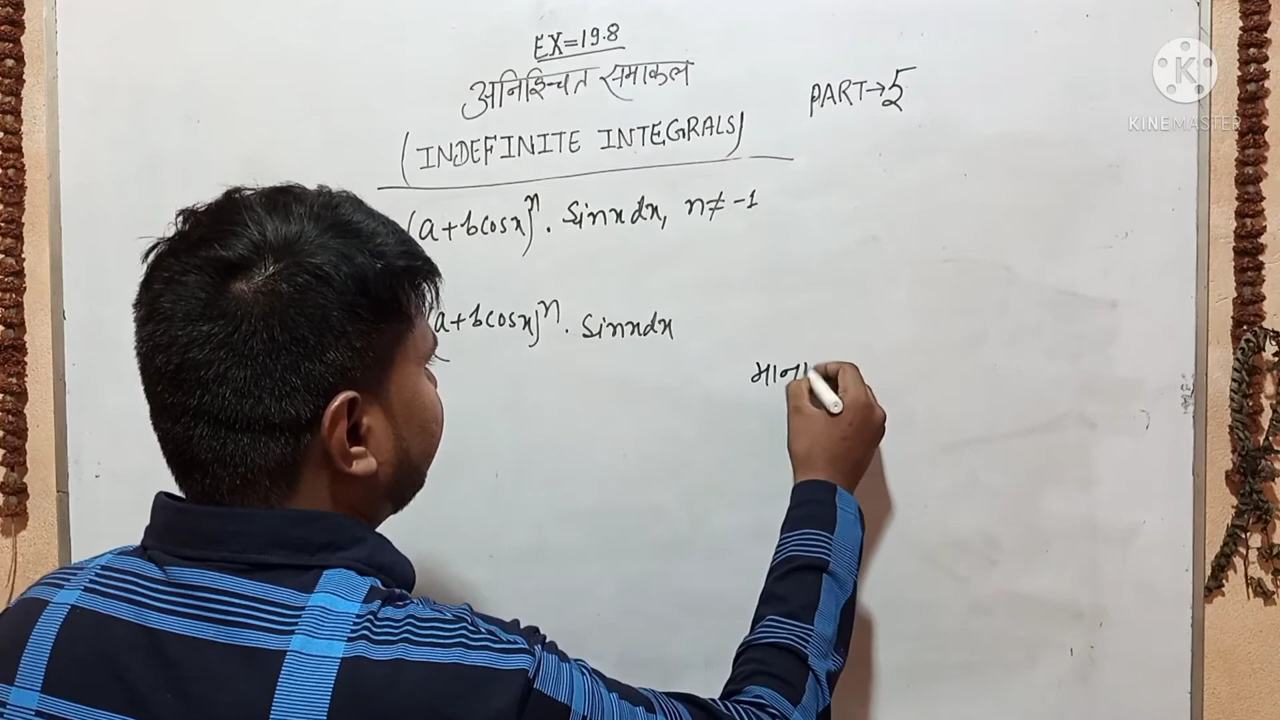 EX=19.8
अनिश्चित समाकल
PART→5
(INDEFINITE INTEGRALS)
(a+bcosx)ⁿ. sinxdx, n≠-1
(a+bcosx)ⁿ. sinxdx
माना
KINEMASTER